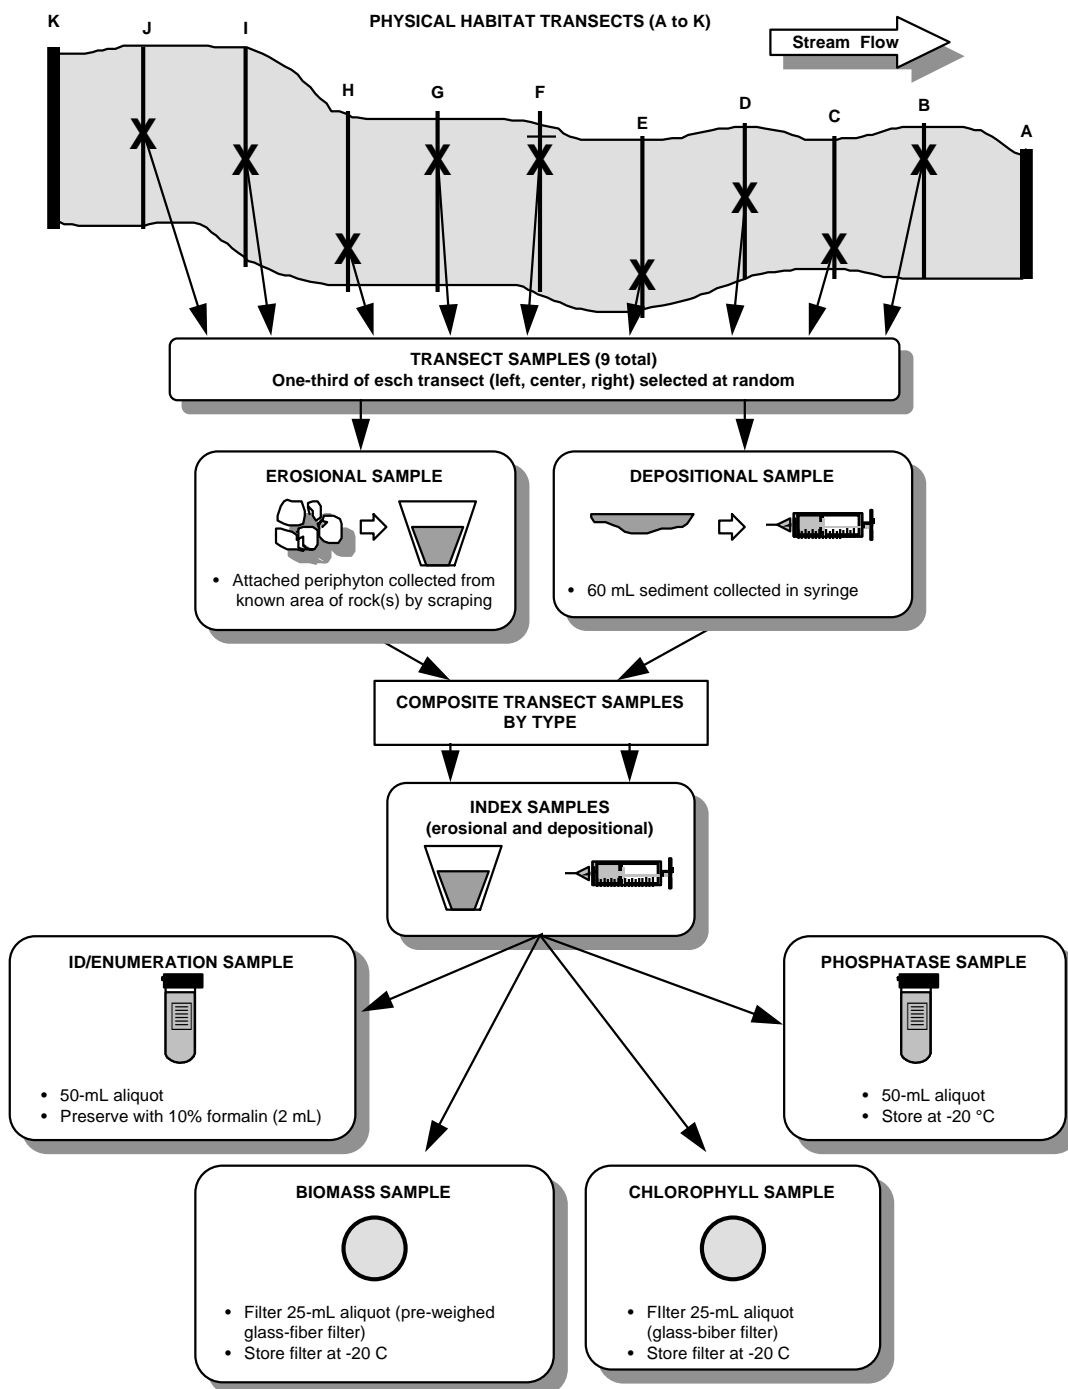 PHYSICAL HABITAT TRANSECTS (A to K)
Stream Flow
K
J
I
H
G
F
E
D
C
B
A
TRANSECT SAMPLES (9 total)
One-third of esch transect (left, center, right) selected at random
EROSIONAL SAMPLE
• Attached periphyton collected from
known area of rock(s) by scraping
DEPOSITIONAL SAMPLE
• 60 mL sediment collected in syringe
COMPOSITE TRANSECT SAMPLES
BY TYPE
INDEX SAMPLES
(erosional and depositional)
ID/ENUMERATION SAMPLE
• 50-mL aliquot
• Preserve with 10% formalin (2 mL)
PHOSPHATASE SAMPLE
• 50-mL aliquot
• Store at -20 °C
BIOMASS SAMPLE
• Filter 25-mL aliquot (pre-weighed
glass-fiber filter)
• Store filter at -20 C
CHLOROPHYLL SAMPLE
• FIlter 25-mL aliquot
(glass-biber filter)
• Store filter at -20 C